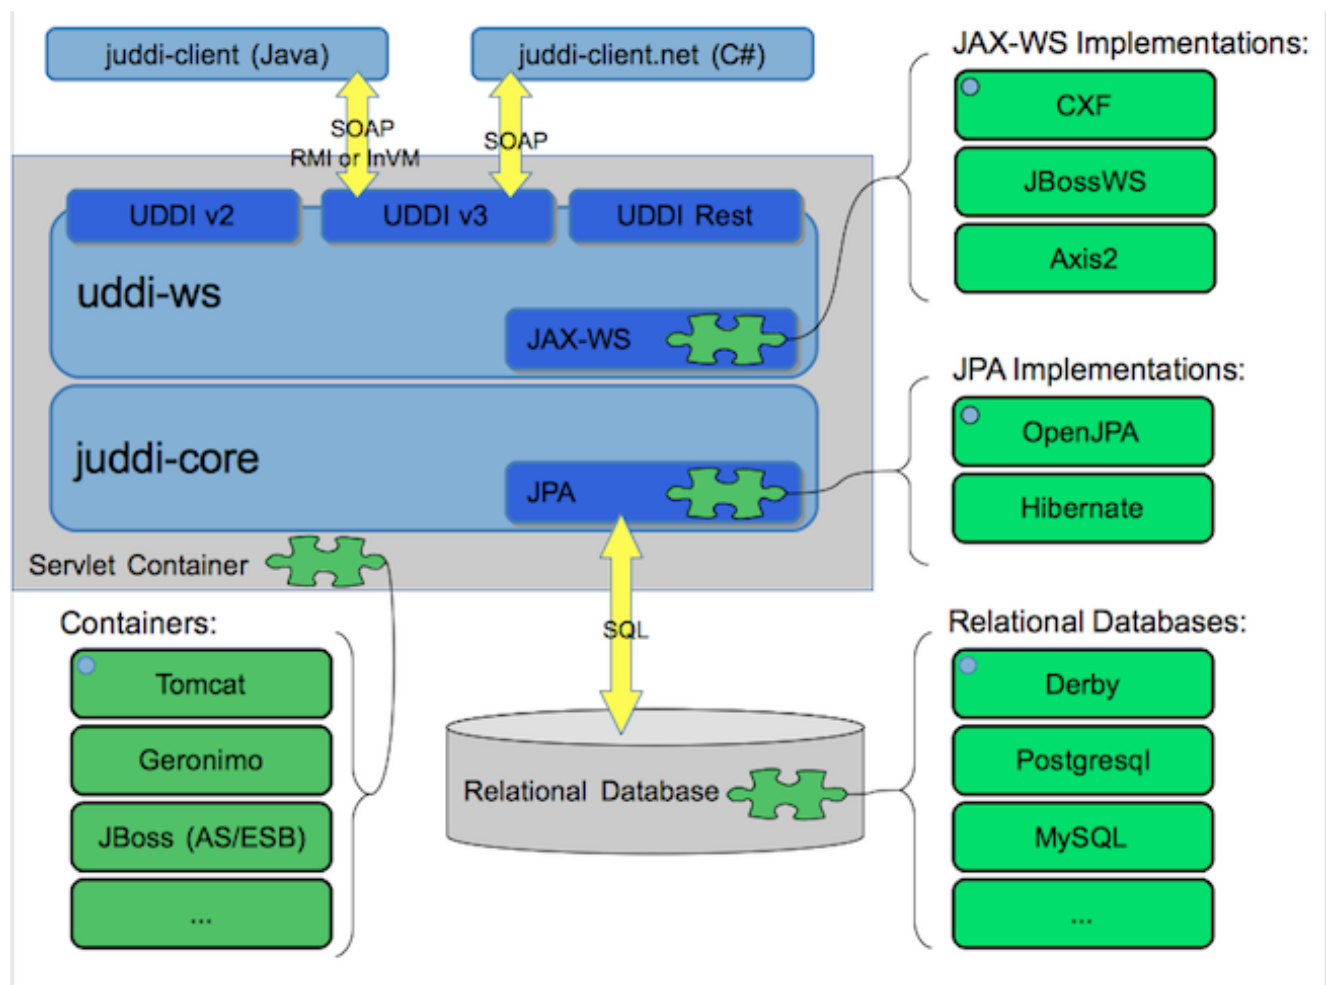 juddi-client (Java)
juddi-client.net (C#)
SOAP
RMI or InVM
SOAP
UDDI v2
UDDI v3
UDDI Rest
uddi-ws
JAX-WS
juddi-core
JPA
Servlet Container
SQL
Relational Database
JAX-WS Implementations:
CXF
JBossWS
Axis2
JPA Implementations:
OpenJPA
Hibernate
Containers:
Tomcat
Geronimo
JBoss (AS/ESB)
...
Relational Databases:
Derby
Postgresql
MySQL
...